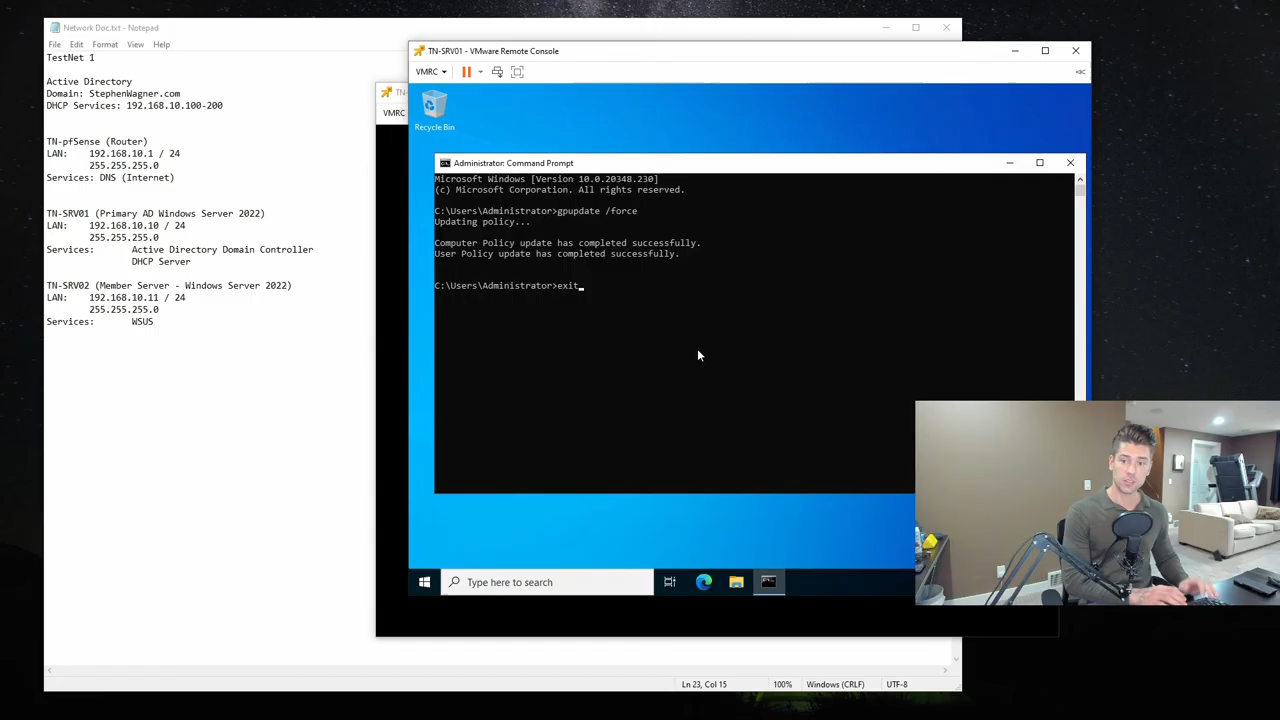 Network Doc.txt - Notepad
File Edit Format View Help
TestNet 1
Active Directory
Domain: StephenWagner.com
DHCP Services: 192.168.10.100-200
TN-pfSense (Router)
LAN: 192.168.10.1 / 24
255.255.255.0
Services: DNS (Internet)
TN-SRV01 (Primary AD Windows Server 2022)
LAN: 192.168.10.10 / 24
255.255.255.0
Services: Active Directory Domain Controller
DHCP Server
TN-SRV02 (Member Server - Windows Server 2022)
LAN: 192.168.10.11 / 24
255.255.255.0
Services: WSUS
Ln 23, Col 15 100% Windows (CRLF) UTF-8
TN-
VMRC
TN-SRV01 - VMware Remote Console
VMRC
Recycle Bin
Administrator: Command Prompt
Microsoft Windows [Version 10.0.20348.230]
(c) Microsoft Corporation. All rights reserved.
C:\Users\Administrator>gpupdate /force
Updating policy...
Computer Policy update has completed successfully.
User Policy update has completed successfully.
C:\Users\Administrator>exit
Type here to search